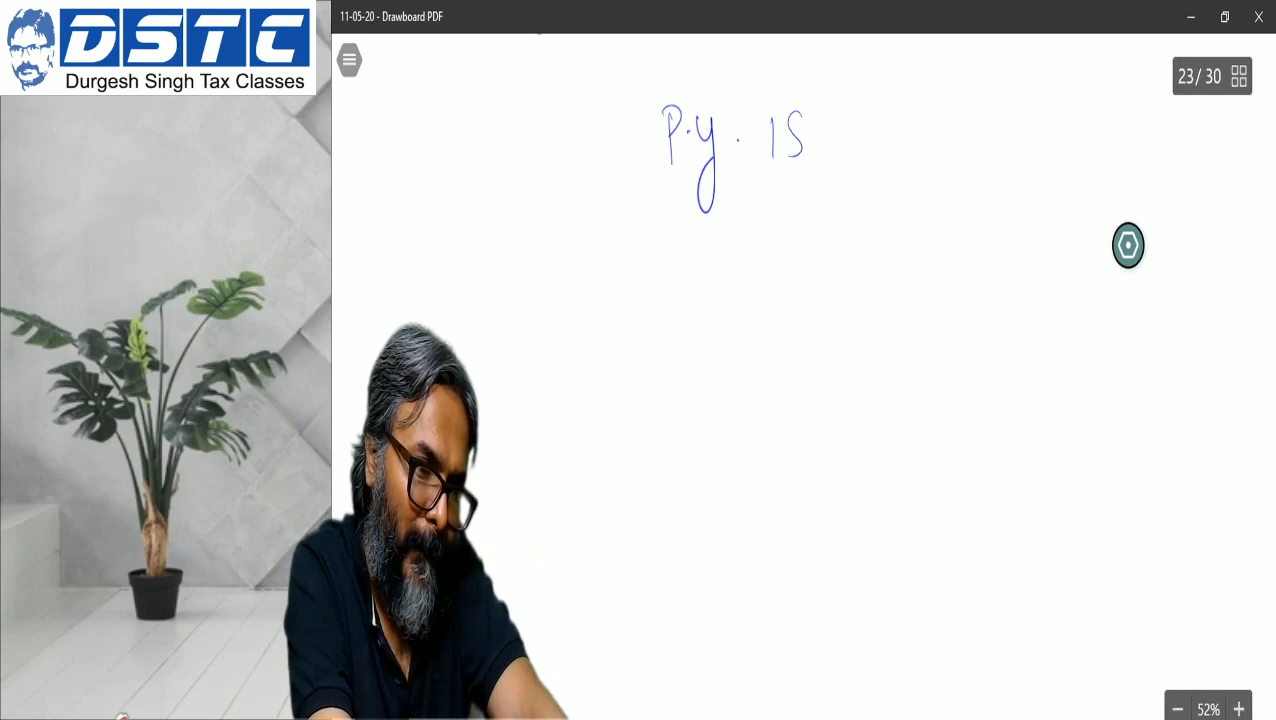 11-05-20 - Drawboard PDF
DSTC
Durgesh Singh Tax Classes
23/ 30
P.y. 15
52%